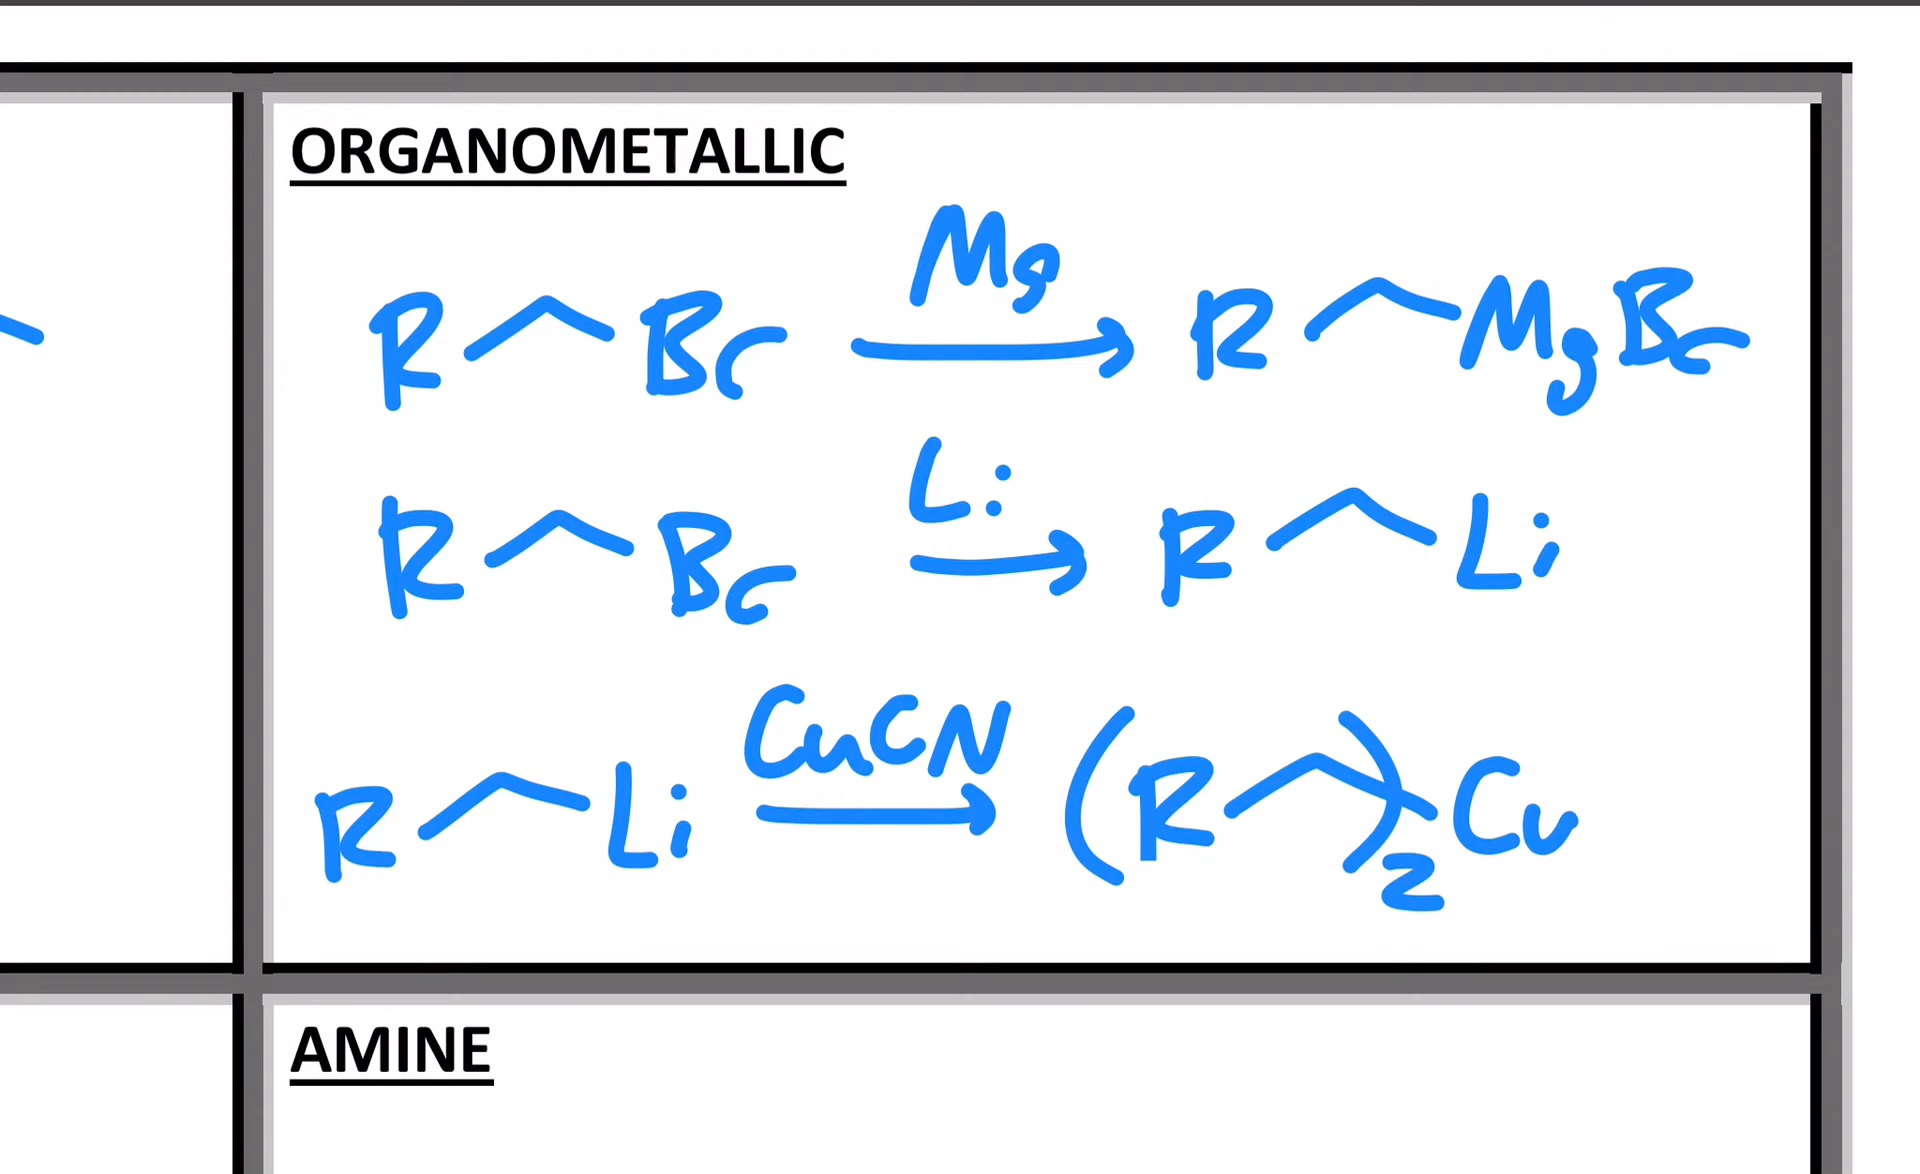 ORGANOMETALLIC
Mg
R Br → R MgBr
Li
R Br → R Li
CuCN
R Li → (R )2Cu
AMINE